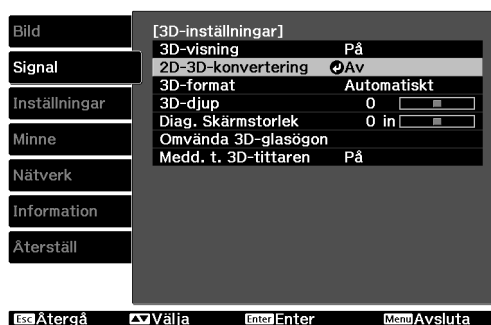 Bild
Signal
Inställningar
Minne
Nätverk
Information
Återställ
[3D-inställningar]
3D-visning På
2D-3D-konvertering Av
3D-format Automatiskt
3D-djup 0
Diag. Skärmstorlek 0 in
Omvända 3D-glasögon
Medd. t. 3D-tittaren På
Esc Återgå Välja Enter Enter Menu Avsluta